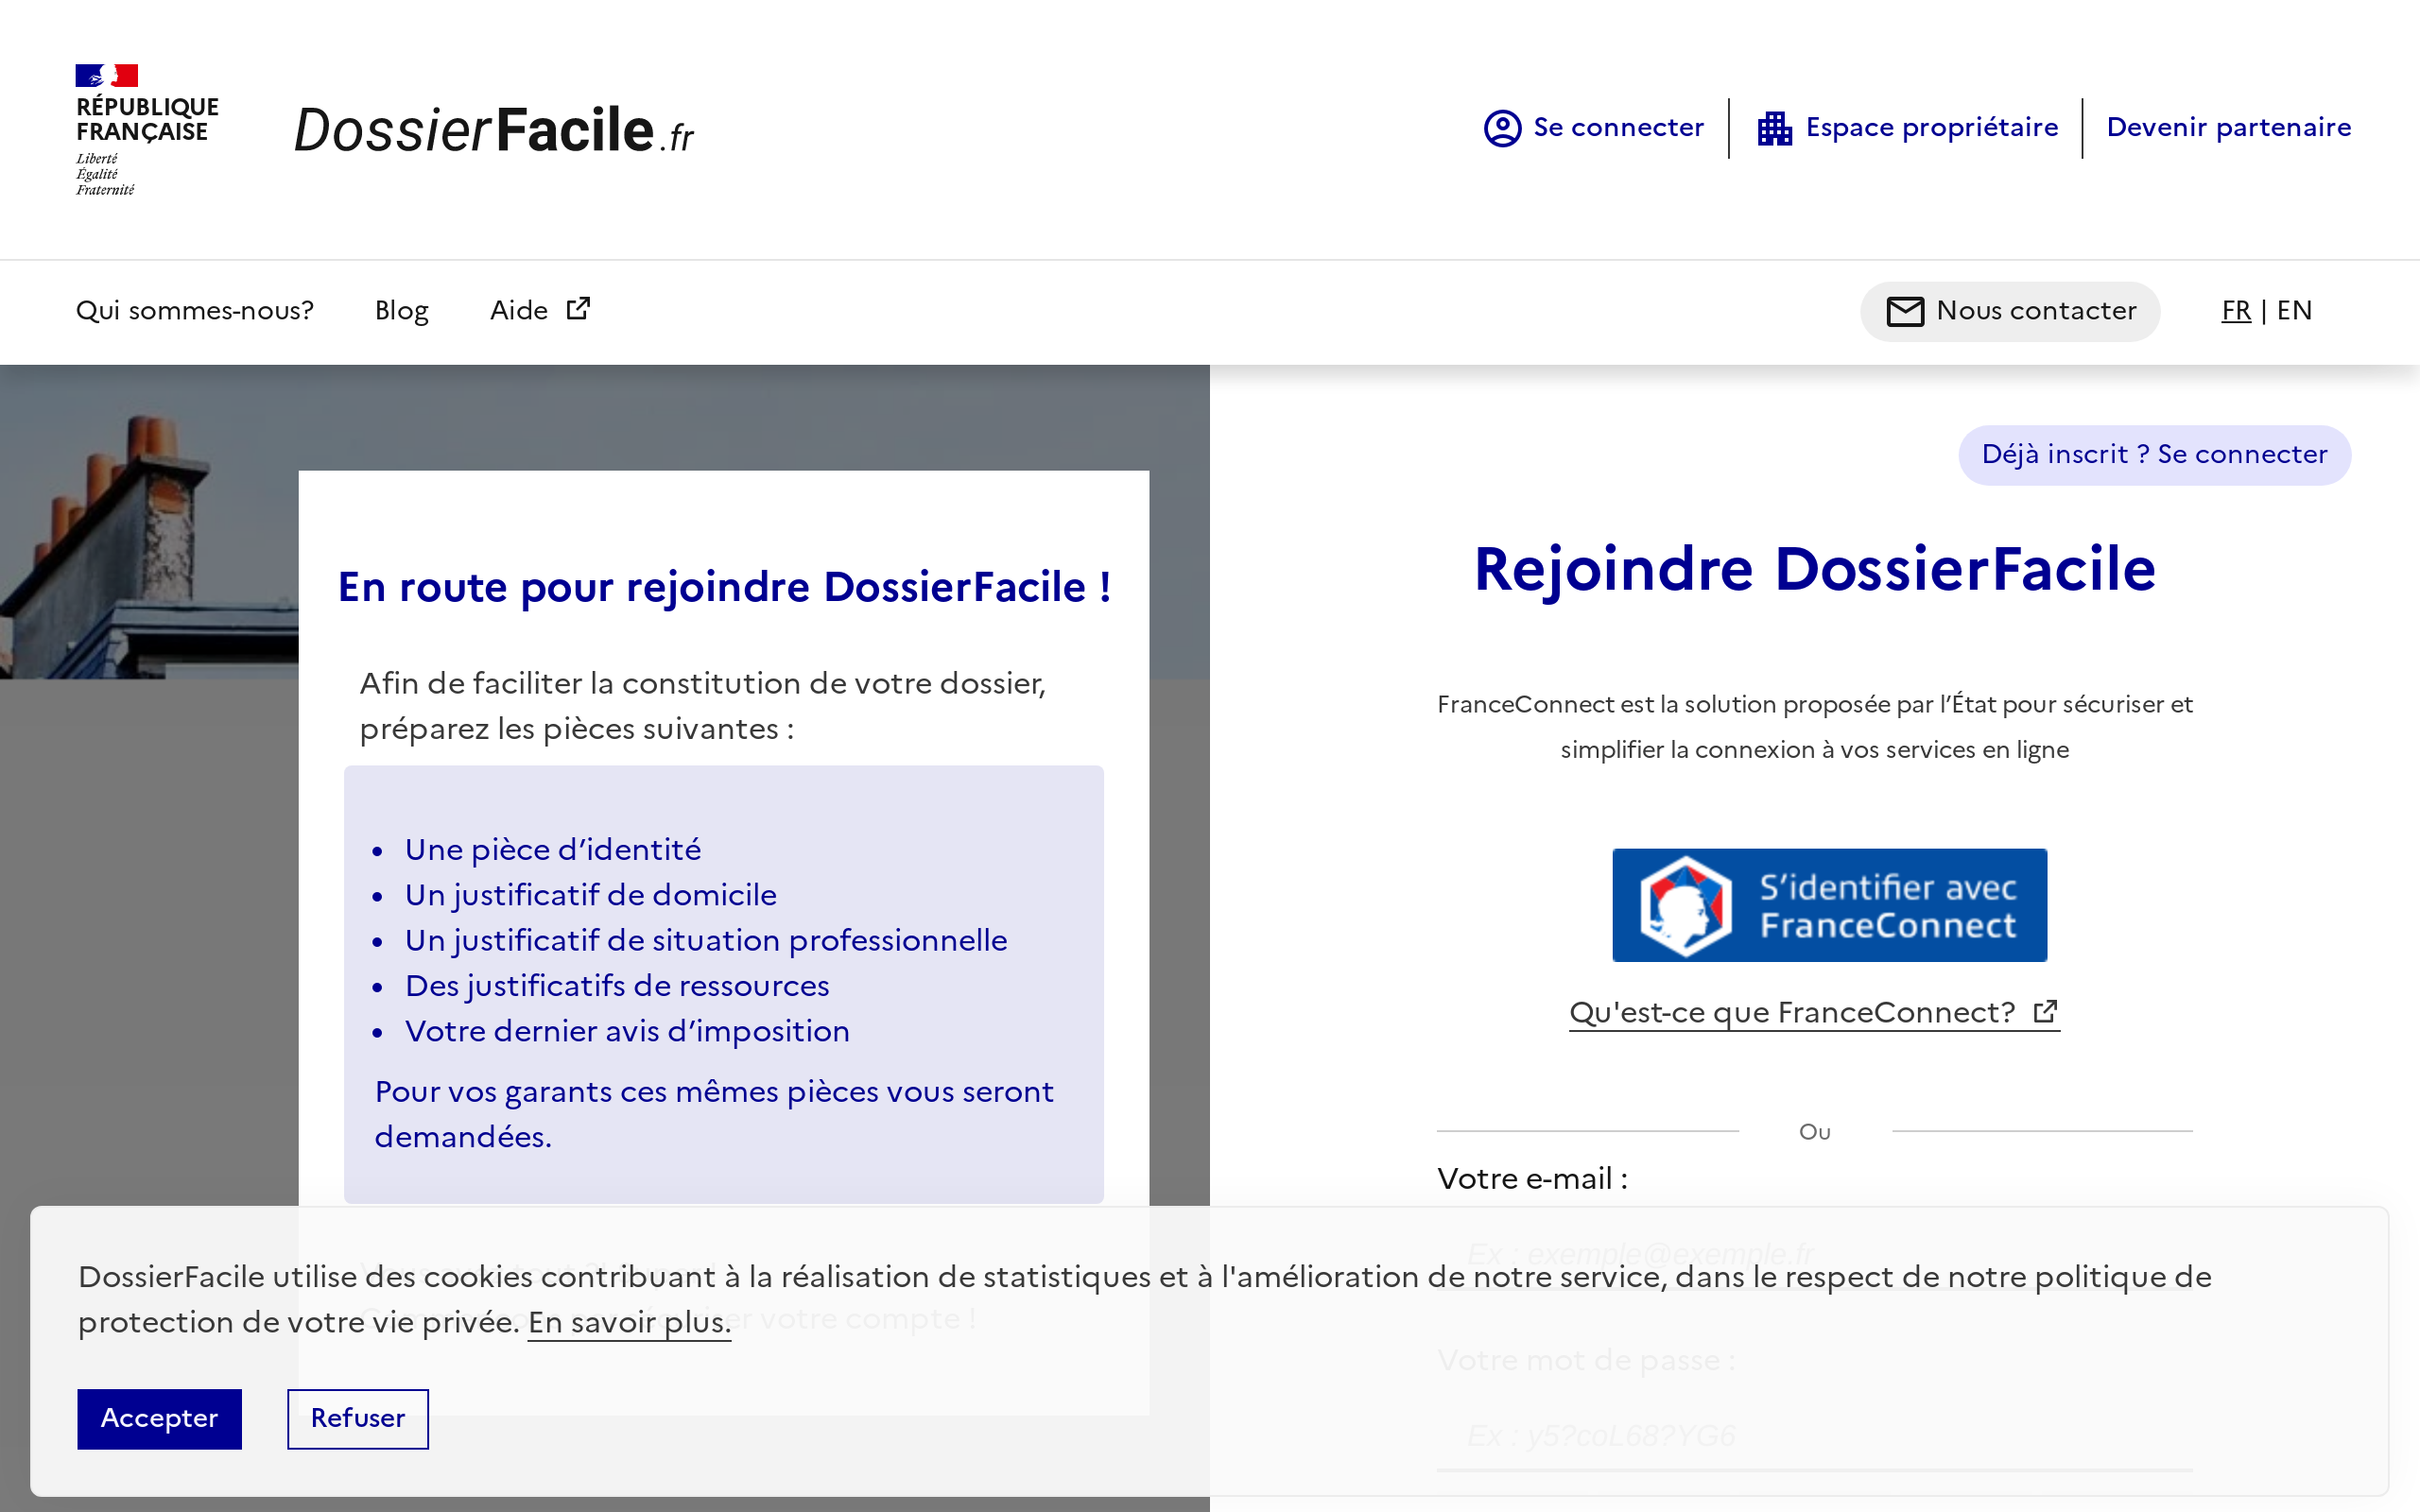 RÉPUBLIQUE
FRANÇAISE
Liberté
Égalité
Fraternité
DossierFacile.fr
Se connecter
Espace propriétaire
Devenir partenaire
Qui sommes-nous?
Blog
Aide
Nous contacter
FR | EN
En route pour rejoindre DossierFacile !
Afin de faciliter la constitution de votre dossier,
préparez les pièces suivantes :
• Une pièce d’identité
• Un justificatif de domicile
• Un justificatif de situation professionnelle
• Des justificatifs de ressources
• Votre dernier avis d’imposition
Pour vos garants ces mêmes pièces vous seront
demandées.
votre compte !
Déjà inscrit ? Se connecter
Rejoindre DossierFacile
FranceConnect est la solution proposée par l’État pour sécuriser et
simplifier la connexion à vos services en ligne
S’identifier avec
FranceConnect
Qu'est-ce que FranceConnect?
Ou
Votre e-mail :
Ex : exemple@exemple.fr
Votre mot de passe :
Ex : y5?coL68?YG6
DossierFacile utilise des cookies contribuant à la réalisation de statistiques et à l'amélioration de notre service, dans le respect de notre politique de
protection de votre vie privée. En savoir plus.
Accepter
Refuser